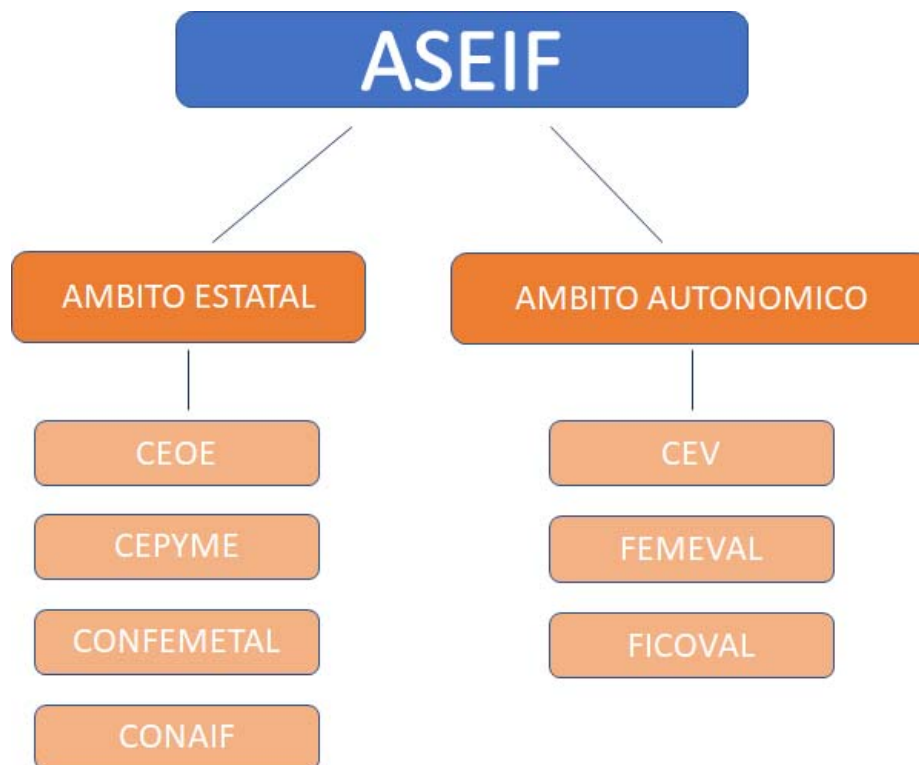 ASEIF
AMBITO ESTATAL
CEOE
CEPYME
CONFEMETAL
CONAIF
AMBITO AUTONOMICO
CEV
FEMEVAL
FICOVAL